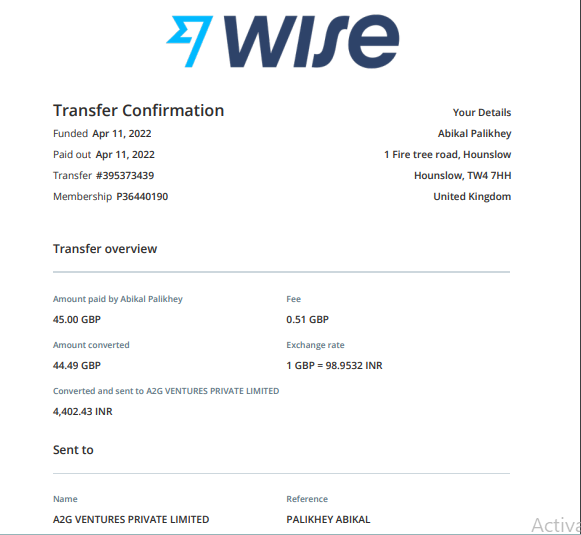 WISE
Transfer Confirmation
Your Details
Funded Apr 11, 2022
Abikal Palikhey
Paid out Apr 11, 2022
1 Fire tree road, Hounslow
Transfer #395373439
Hounslow, TW4 7HH
Membership P36440190
United Kingdom
Transfer overview
Amount paid by Abikal Palikhey
Fee
45.00 GBP
0.51 GBP
Amount converted
Exchange rate
44.49 GBP
1 GBP = 98.9532 INR
Converted and sent to A2G VENTURES PRIVATE LIMITED
4,402.43 INR
Sent to
Name
Reference
A2G VENTURES PRIVATE LIMITED
PALIKHEY ABIKAL
Activa